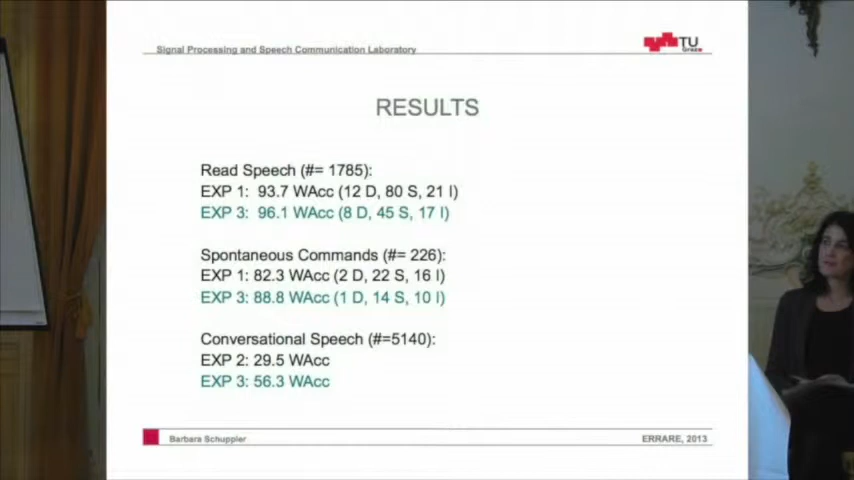 Signal Processing and Speech Communication Laboratory
TU
Graz
RESULTS
Read Speech (#= 1785):
EXP 1:  93.7 WAcc (12 D, 80 S, 21 I)
EXP 3:  96.1 WAcc (8 D, 45 S, 17 I)
Spontaneous Commands (#= 226):
EXP 1: 82.3 WAcc (2 D, 22 S, 16 I)
EXP 3: 88.8 WAcc (1 D, 14 S, 10 I)
Conversational Speech (#=5140):
EXP 2: 29.5 WAcc
EXP 3: 56.3 WAcc
Barbara Schuppler
ERRARE, 2013